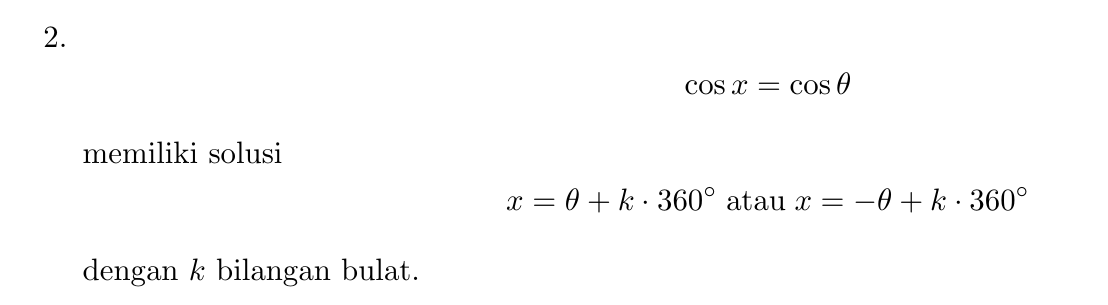 2.
cos x = cos θ
memiliki solusi
x = θ + k · 360° atau x = −θ + k · 360°
dengan k bilangan bulat.